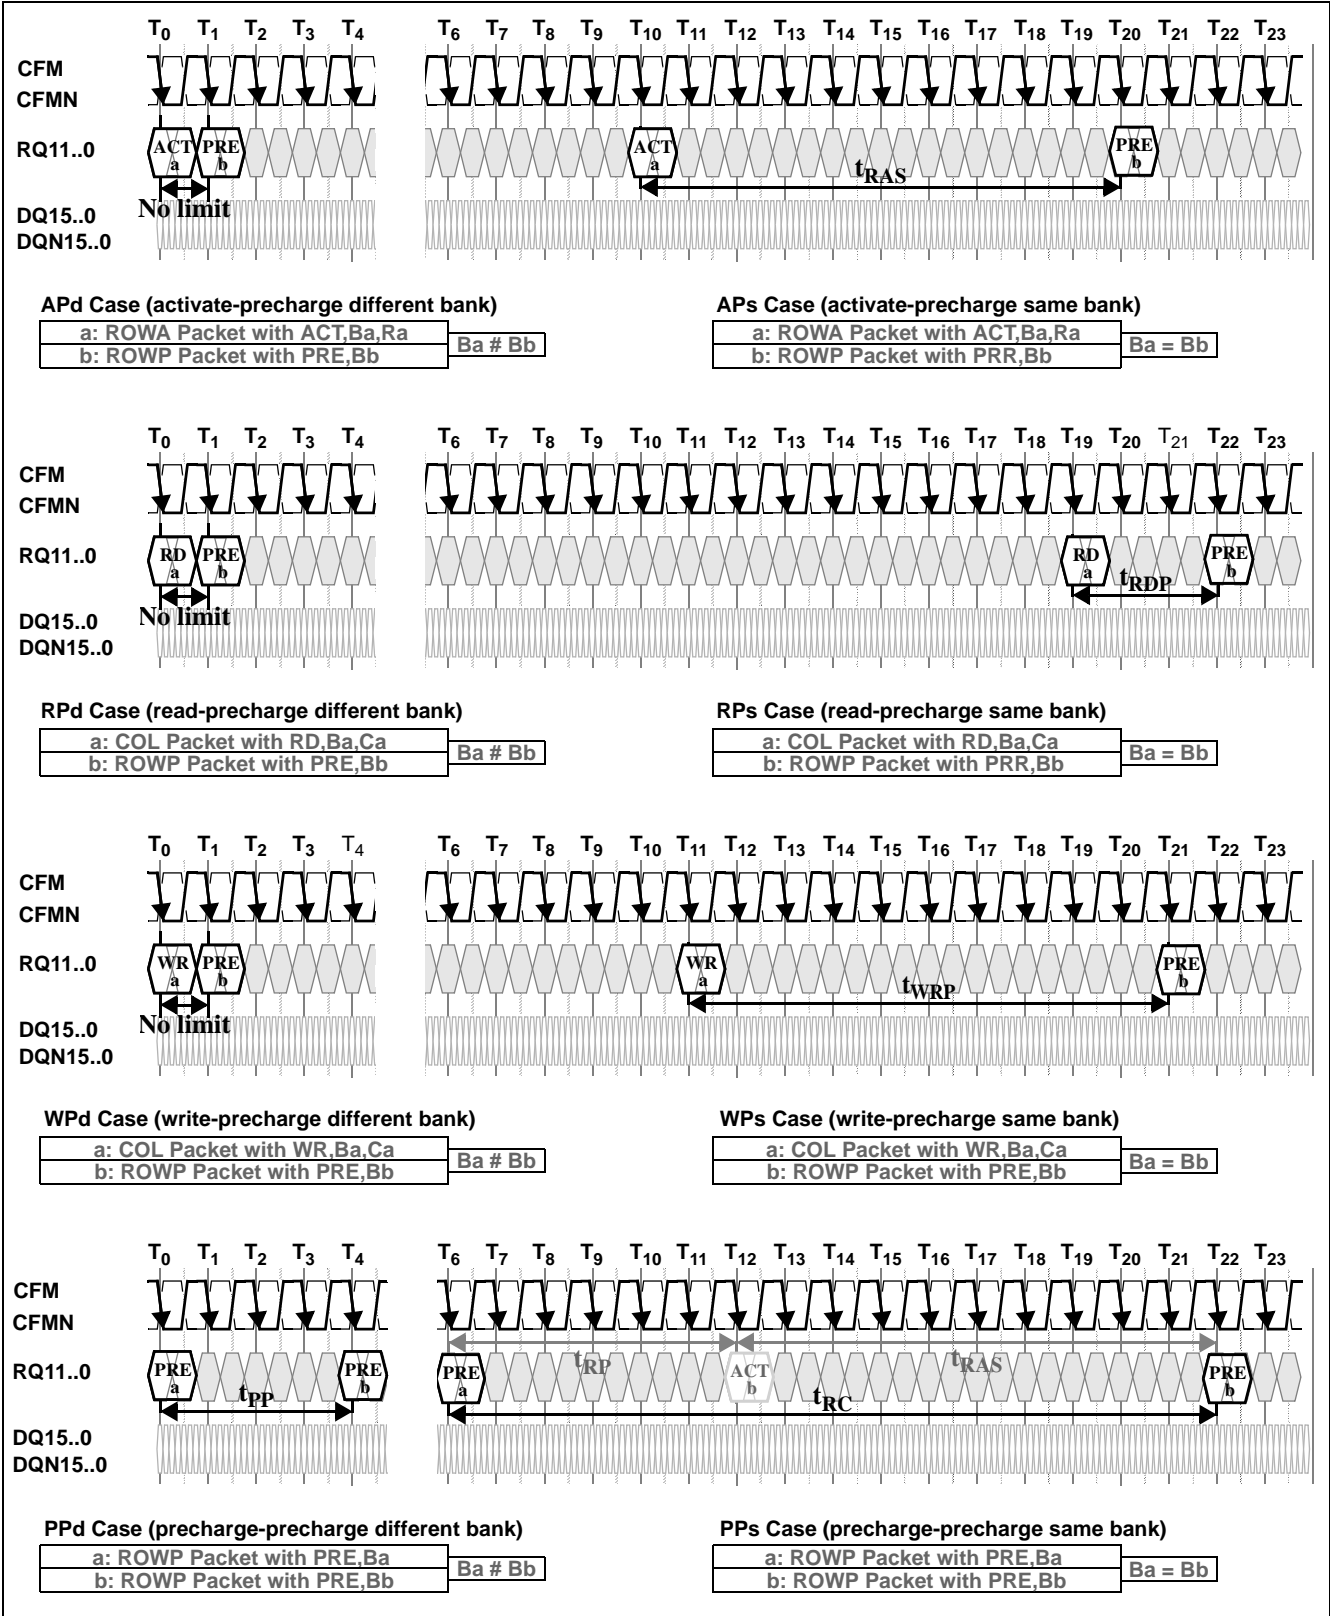 T0 T1 T2 T3 T4 T6 T7 T8 T9 T10 T11 T12 T13 T14 T15 T16 T17 T18 T19 T20 T21 T22 T23
CFM
CFMN
RQ11..0 ACT a PRE b ACT a PRE b
tRAS
No limit
DQ15..0
DQN15..0
APd Case (activate-precharge different bank) APs Case (activate-precharge same bank)
a: ROWA Packet with ACT,Ba,Ra Ba # Bb a: ROWA Packet with ACT,Ba,Ra Ba = Bb
b: ROWP Packet with PRE,Bb b: ROWP Packet with PRR,Bb
T0 T1 T2 T3 T4 T6 T7 T8 T9 T10 T11 T12 T13 T14 T15 T16 T17 T18 T19 T20 T21 T22 T23
CFM
CFMN
RQ11..0 RD a PRE b RD a PRE b
tRDP
No limit
DQ15..0
DQN15..0
RPd Case (read-precharge different bank) RPs Case (read-precharge same bank)
a: COL Packet with RD,Ba,Ca Ba # Bb a: COL Packet with RD,Ba,Ca Ba = Bb
b: ROWP Packet with PRE,Bb b: ROWP Packet with PRR,Bb
T0 T1 T2 T3 T4 T6 T7 T8 T9 T10 T11 T12 T13 T14 T15 T16 T17 T18 T19 T20 T21 T22 T23
CFM
CFMN
RQ11..0 WR a PRE b WR a PRE b
tWRP
No limit
DQ15..0
DQN15..0
WPd Case (write-precharge different bank) WPs Case (write-precharge same bank)
a: COL Packet with WR,Ba,Ca Ba # Bb a: COL Packet with WR,Ba,Ca Ba = Bb
b: ROWP Packet with PRE,Bb b: ROWP Packet with PRE,Bb
T0 T1 T2 T3 T4 T6 T7 T8 T9 T10 T11 T12 T13 T14 T15 T16 T17 T18 T19 T20 T21 T22 T23
CFM
CFMN
tRP tRAS
RQ11..0 PRE a PRE b PRE a ACT b PRE b
tPP tRC
DQ15..0
DQN15..0
PPd Case (precharge-precharge different bank) PPs Case (precharge-precharge same bank)
a: ROWP Packet with PRE,Ba Ba # Bb a: ROWP Packet with PRE,Ba Ba = Bb
b: ROWP Packet with PRE,Bb b: ROWP Packet with PRE,Bb